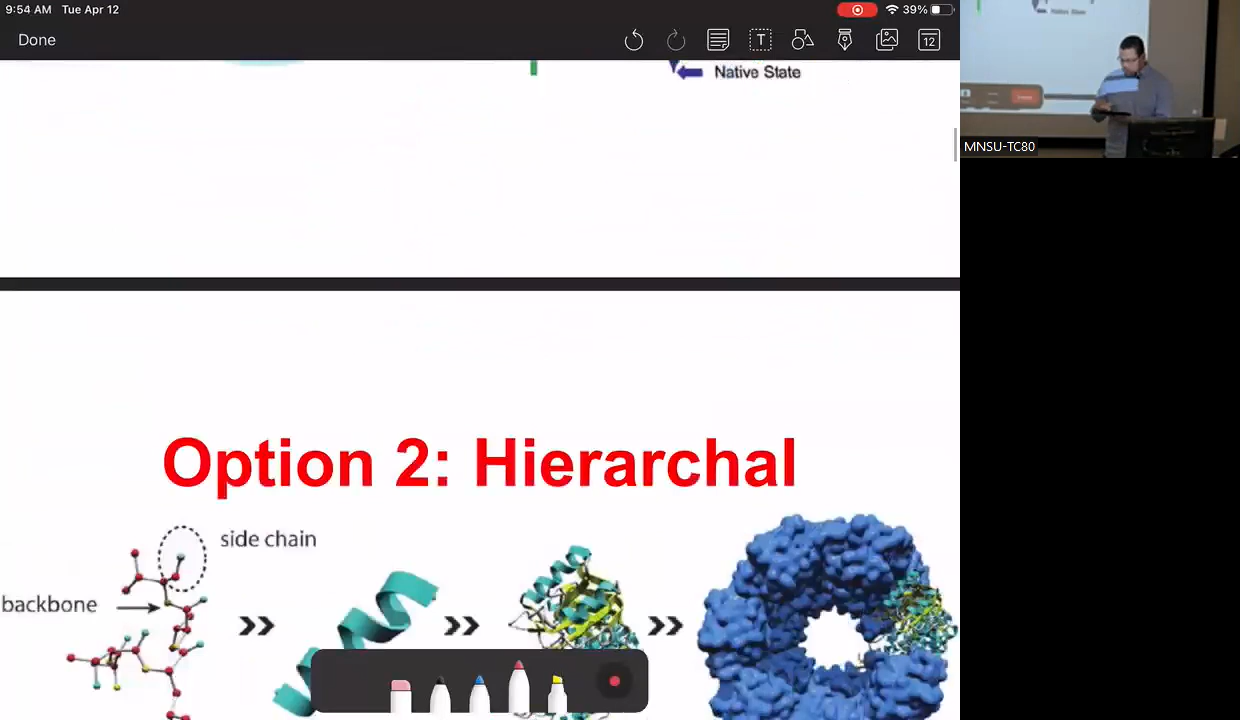 9:54 AM Tue Apr 12
39%
Done
T
12
Native State
MNSU-TC80
Option 2: Hierarchal
side chain
backbone